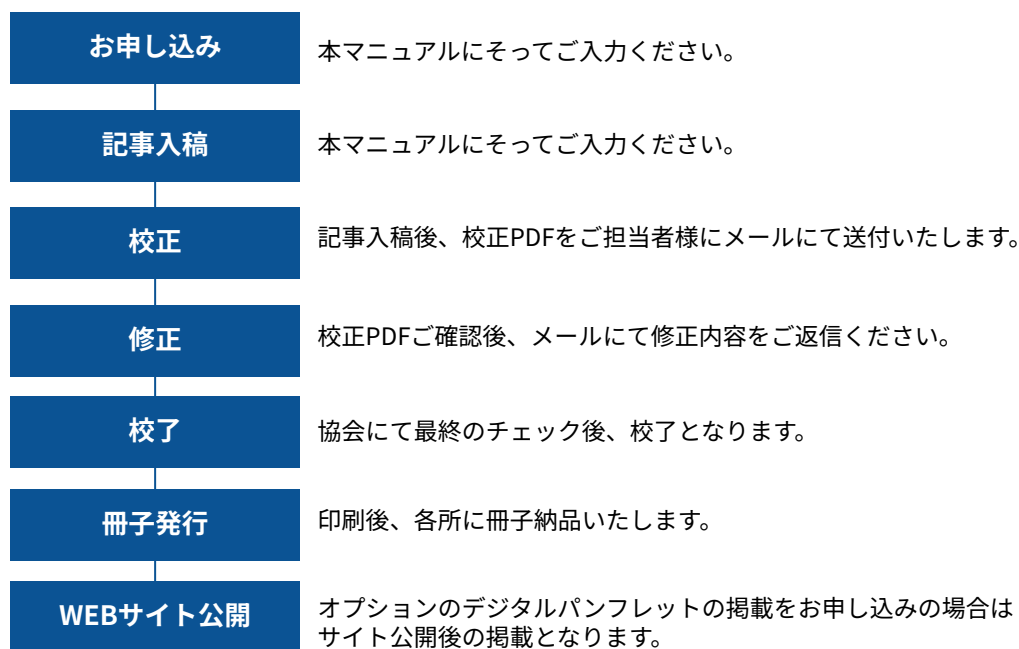 お申し込み
本マニュアルにそってご入力ください。
記事入稿
本マニュアルにそってご入力ください。
校正
記事入稿後、校正PDFをご担当者様にメールにて送付いたします。
修正
校正PDFご確認後、メールにて修正内容をご返信ください。
校了
協会にて最終のチェック後、校了となります。
冊子発行
印刷後、各所に冊子納品いたします。
WEBサイト公開
オプションのデジタルパンフレットの掲載をお申し込みの場合は
サイト公開後の掲載となります。